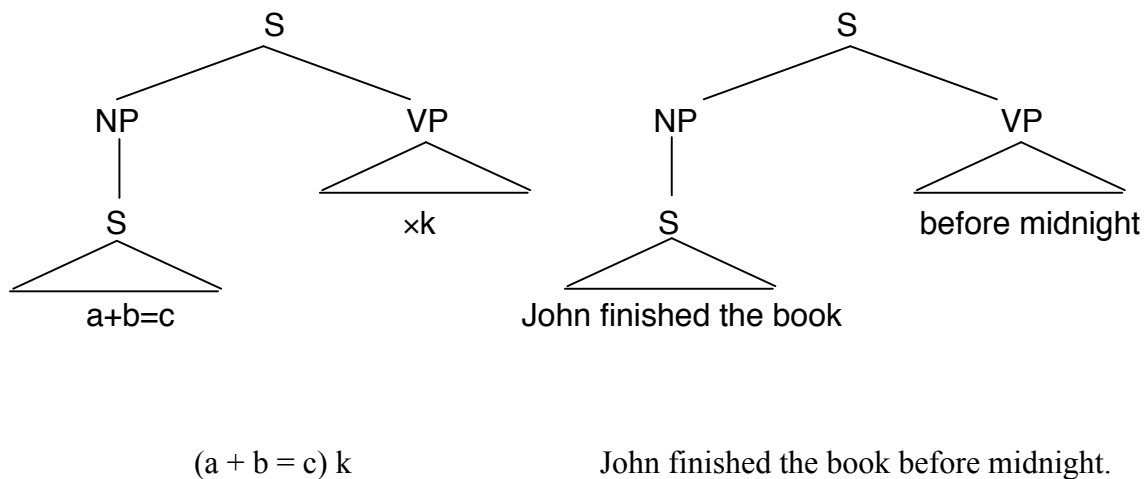 S S
NP VP NP VP
S ×k S before midnight
a+b=c John finished the book
(a + b = c) k John finished the book before midnight.